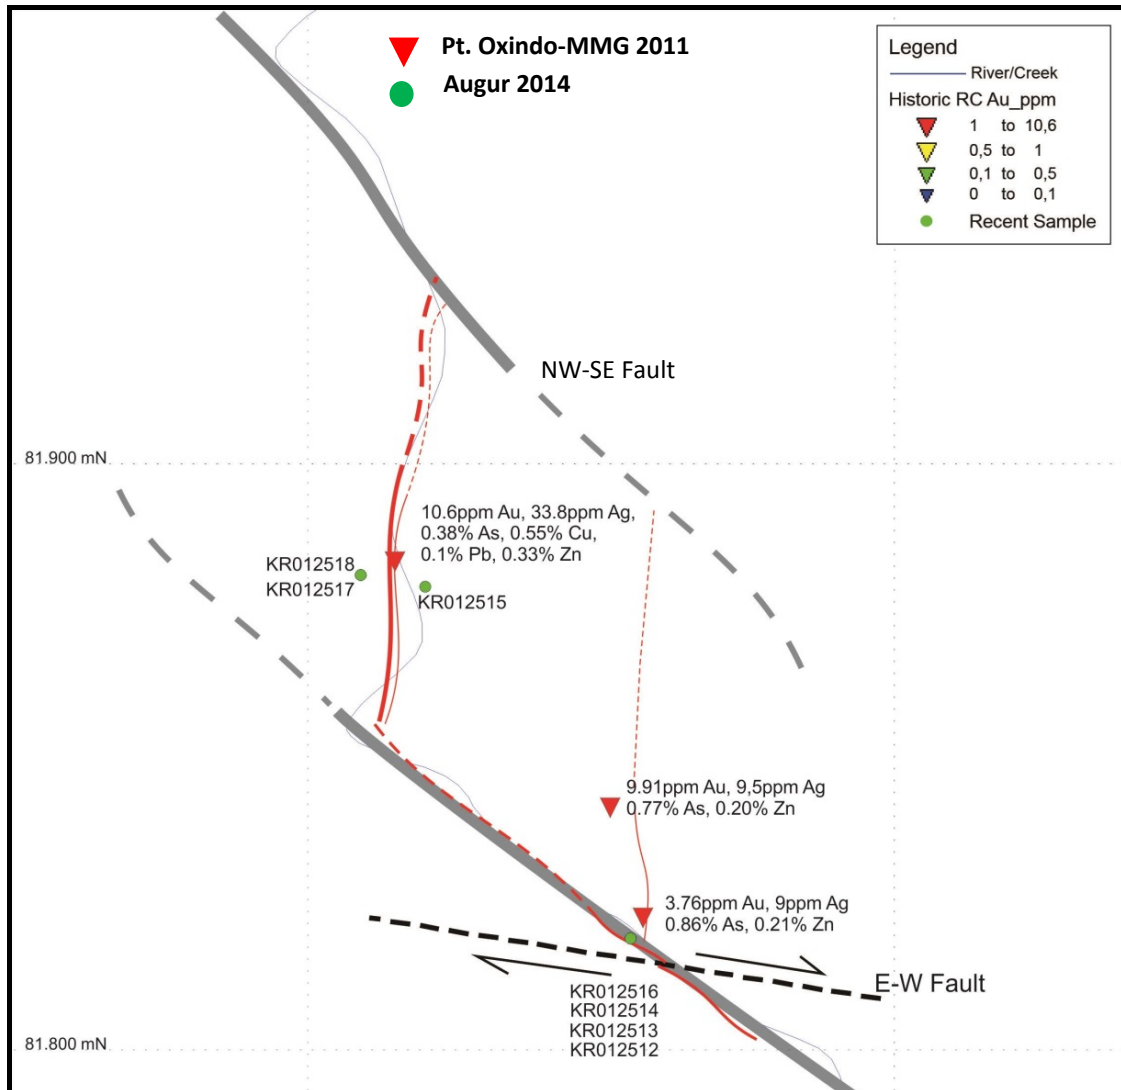 Pt. Oxindo-MMG 2011
Augur 2014
Legend
River/Creek
Historic RC Au_ppm
1 to 10,6
0,5 to 1
0,1 to 0,5
0 to 0,1
Recent Sample
NW-SE Fault
81.900 mN
10.6ppm Au, 33.8ppm Ag,
0.38% As, 0.55% Cu,
0.1% Pb, 0.33% Zn
KR012518
KR012517
KR012515
9.91ppm Au, 9,5ppm Ag
0.77% As, 0.20% Zn
3.76ppm Au, 9ppm Ag
0.86% As, 0.21% Zn
E-W Fault
KR012516
KR012514
KR012513
KR012512
81.800 mN